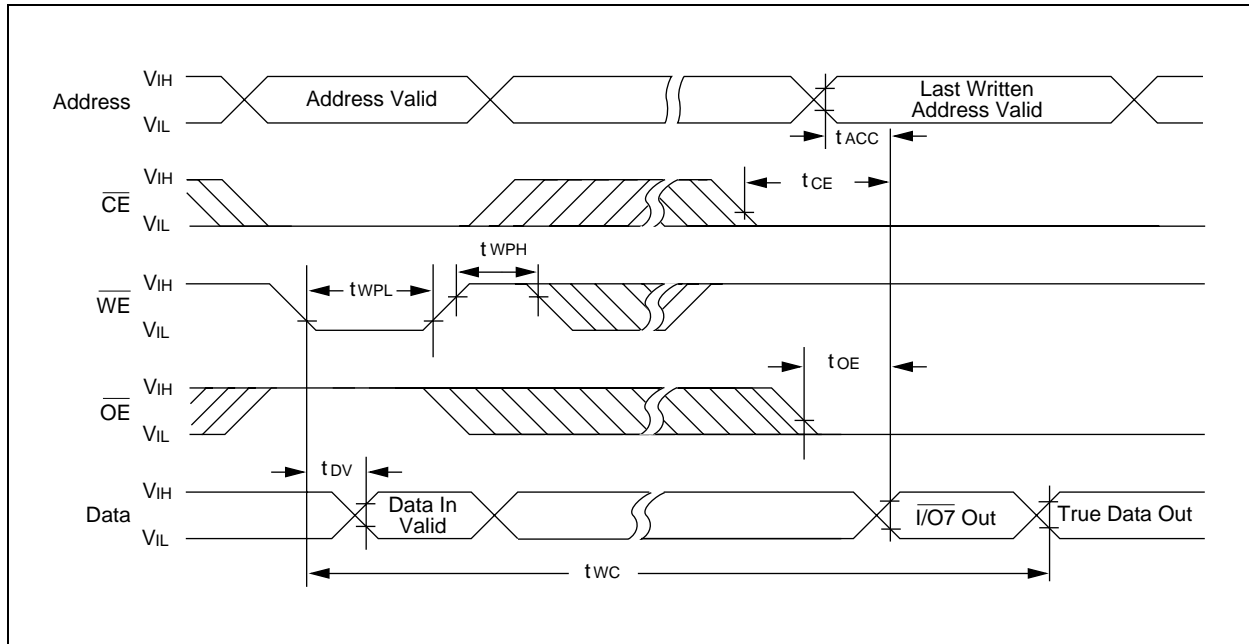 VIH
Address
VIL
Address Valid
Last Written
Address Valid
tACC
VIH
CE
VIL
tCE
VIH
WE
VIL
tWPL
tWPH
VIH
OE
VIL
tOE
tDV
VIH
Data
VIL
Data In
Valid
I/O7 Out
True Data Out
tWC